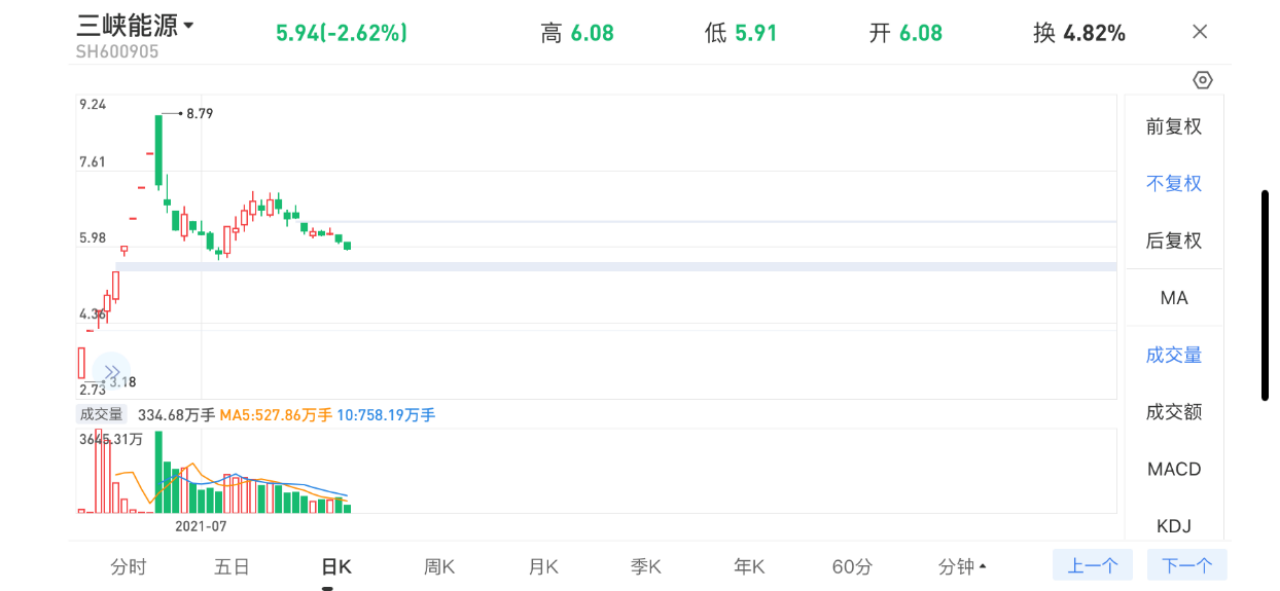 三峡能源 5.94(-2.62%) 高 6.08 低 5.91 开 6.08 换 4.82%
SH600905
9.24
8.79
7.61
5.98
4.36
3.18
2.73
成交量 334.68万手 MA5:527.86万手 10:758.19万手
3645.31万
2021-07
前复权
不复权
后复权
MA
成交量
成交额
MACD
KDJ
分时 五日 日K 周K 月K 季K 年K 60分 分钟 上一个 下一个